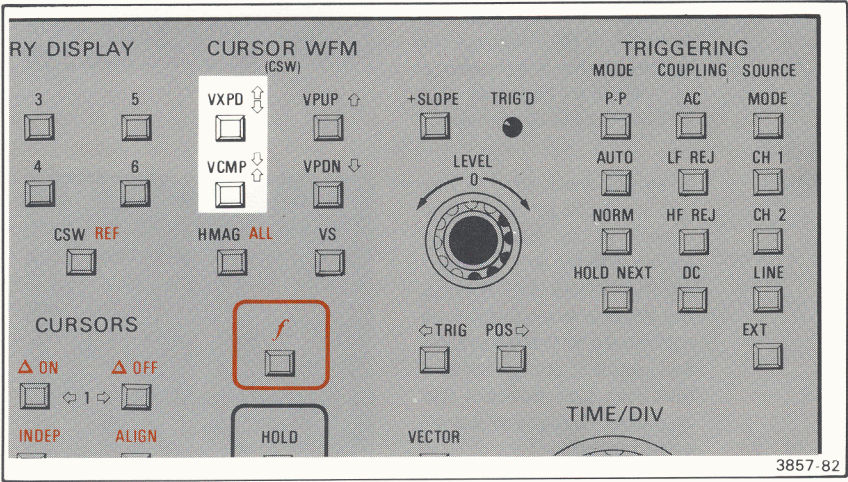 RY DISPLAY
CURSOR WFM
(CSW)
TRIGGERING
MODE COUPLING SOURCE
3 5
VXPD VPUP
+SLOPE TRIG'D
P-P AC MODE
4 6
VCMP VPDN
LEVEL
0
AUTO LF REJ CH 1
CSW REF
HMAG ALL VS
NORM HF REJ CH 2
HOLD NEXT DC LINE
CURSORS
f
TRIG POS
EXT
Δ ON Δ OFF
1
INDEP ALIGN
HOLD
VECTOR
TIME/DIV
3857-82